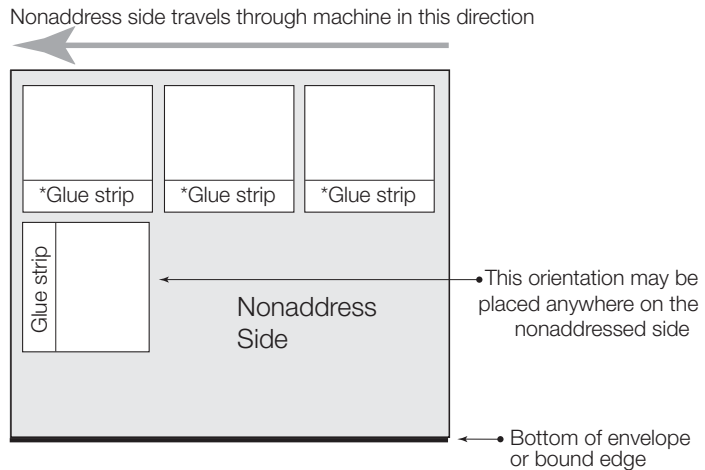 Nonaddress side travels through machine in this direction
*Glue strip
*Glue strip
*Glue strip
Glue strip
This orientation may be
placed anywhere on the
nonaddressed side
Nonaddress
Side
Bottom of envelope
or bound edge